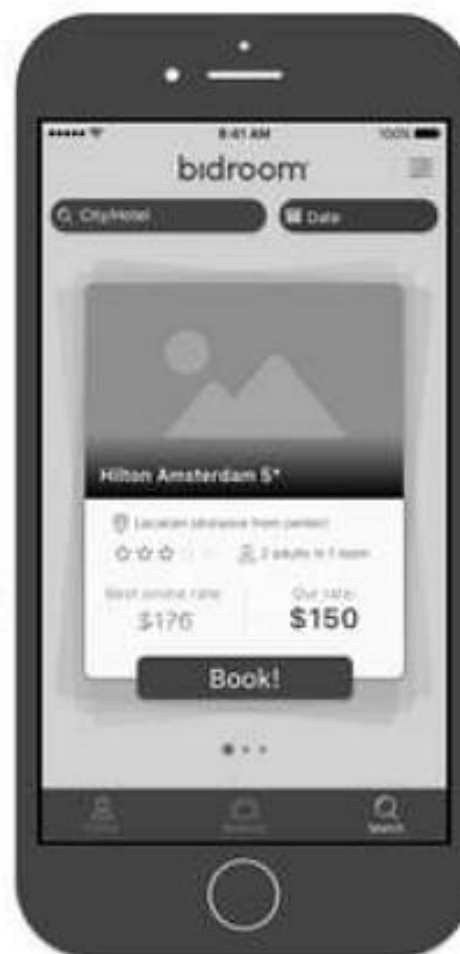 9:41 AM 100%
bidroom
City/Hotel Date
Hilton Amsterdam 5*
Location (distance from center)
2 adults in 1 room
Best online rate: Our rate:
$176 $150
Book!
Search